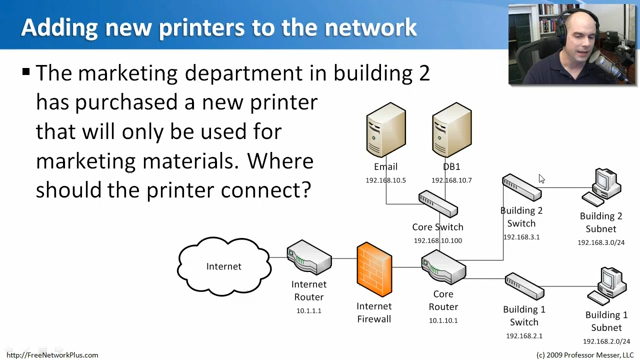 Adding new printers to the network
▪ The marketing department in building 2
has purchased a new printer
that will only be used for
marketing materials. Where
should the printer connect?
Email
192.168.10.5
DB1
192.168.10.7
Core Switch
192.168.10.100
Building 2
Switch
192.168.3.1
Building 2
Subnet
192.168.3.0/24
Internet
Internet
Router
10.1.1.1
Internet
Firewall
Core
Router
10.1.10.1
Building 1
Switch
192.168.2.1
Building 1
Subnet
192.168.2.0/24
http://FreeNetworkPlus.com
(c) 2009 Professor Messer, LLC